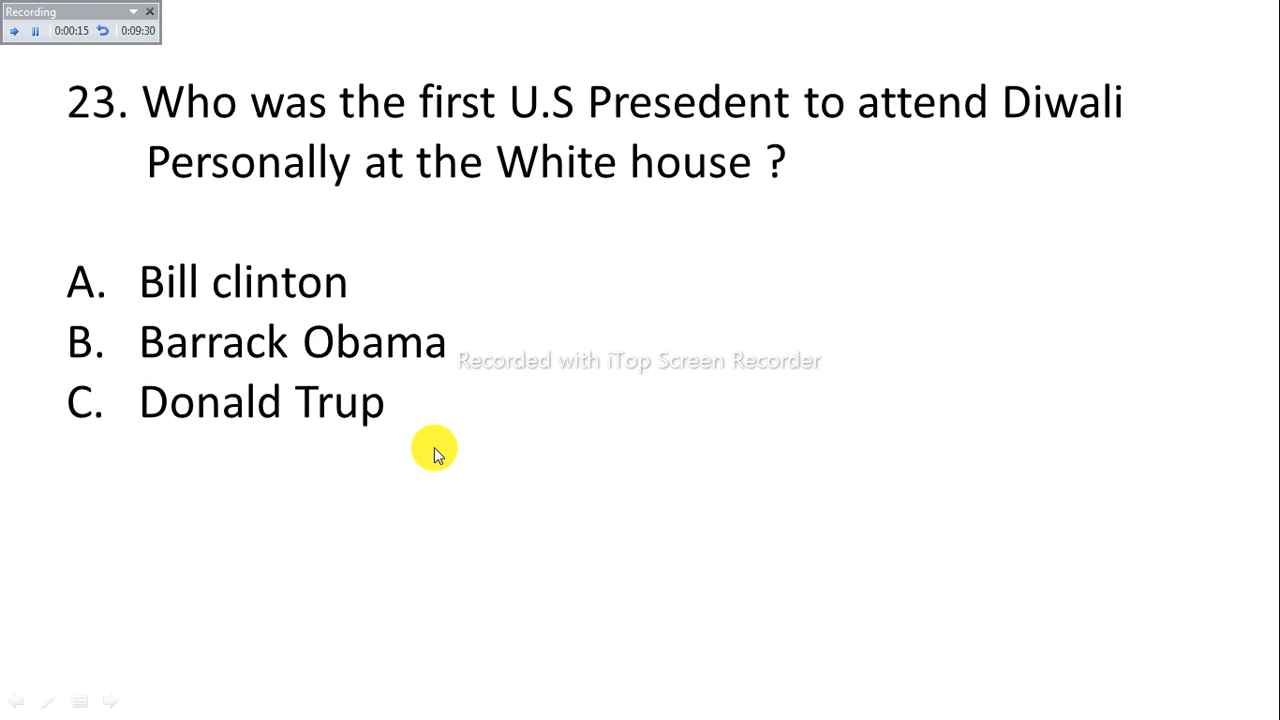 Recording
0:00:15 0:09:30
23. Who was the first U.S Presedent to attend Diwali
Personally at the White house ?
A. Bill clinton
B. Barrack Obama
Recorded with iTop Screen Recorder
C. Donald Trup